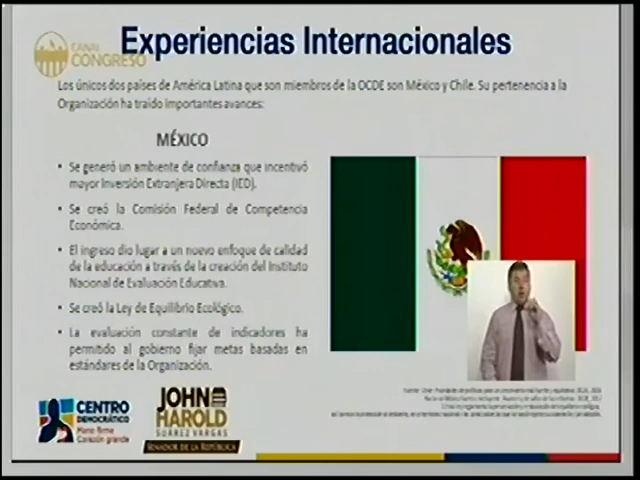 CANAL
CONGRESO
Experiencias Internacionales
Los únicos dos países de América Latina que son miembros de la OCDE son México y Chile. Su pertenencia a la
Organización ha traído importantes avances:
MÉXICO
• Se generó un ambiente de confianza que incentivó
mayor Inversión Extranjera Directa (IED).
• Se creó la Comisión Federal de Competencia
Económica.
• El ingreso dio lugar a un nuevo enfoque de calidad
de la educación a través de la creación del Instituto
Nacional de Evaluación Educativa.
• Se creó la Ley de Equilibrio Ecológico.
• La evaluación constante de indicadores ha
permitido al gobierno fijar metas basadas en
estándares de la Organización.
CENTRO
DEMOCRÁTICO
Mano firme
Corazón grande
JOHN
HAROLD
SUÁREZ VARGAS
SENADOR DE LA REPÚBLICA